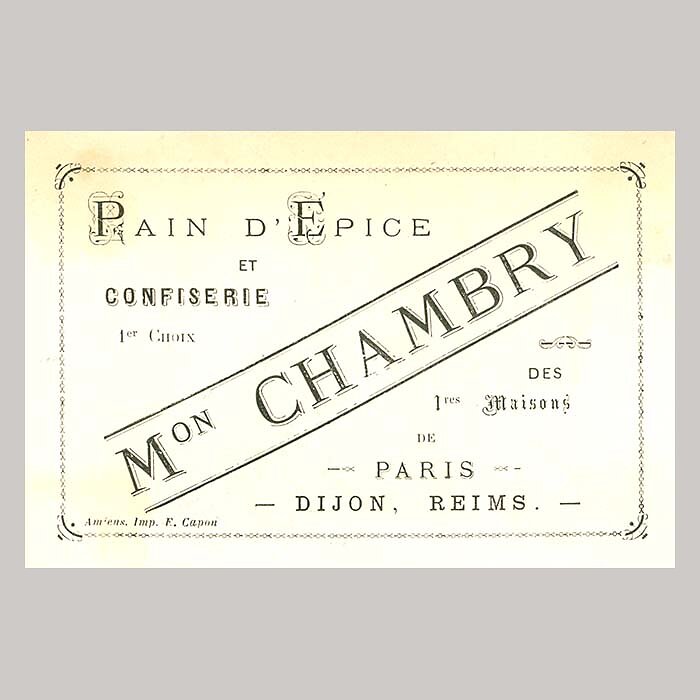 Pain d'Epice
ET
CONFISERIE
1er Choix
Mon CHAMBRY
DES
1res Maisons
DE
PARIS
— DIJON, REIMS. —
Amiens. Imp. E. Capon